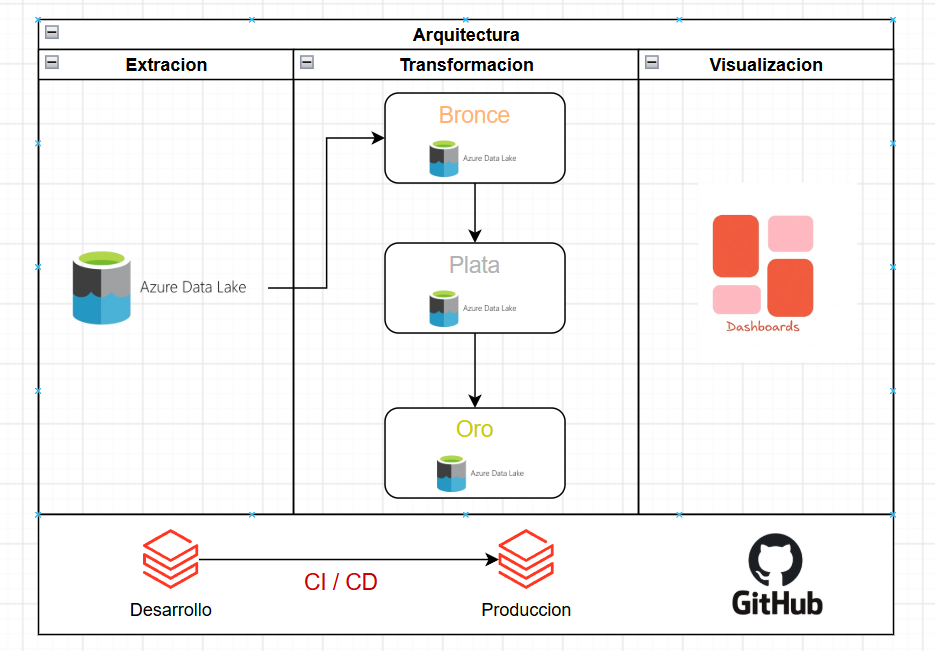 Arquitectura
Extracion
Transformacion
Visualizacion
Bronce
Azure Data Lake
Azure Data Lake
Plata
Azure Data Lake
Dashboards
Oro
Azure Data Lake
CI / CD
Desarrollo
Produccion
GitHub